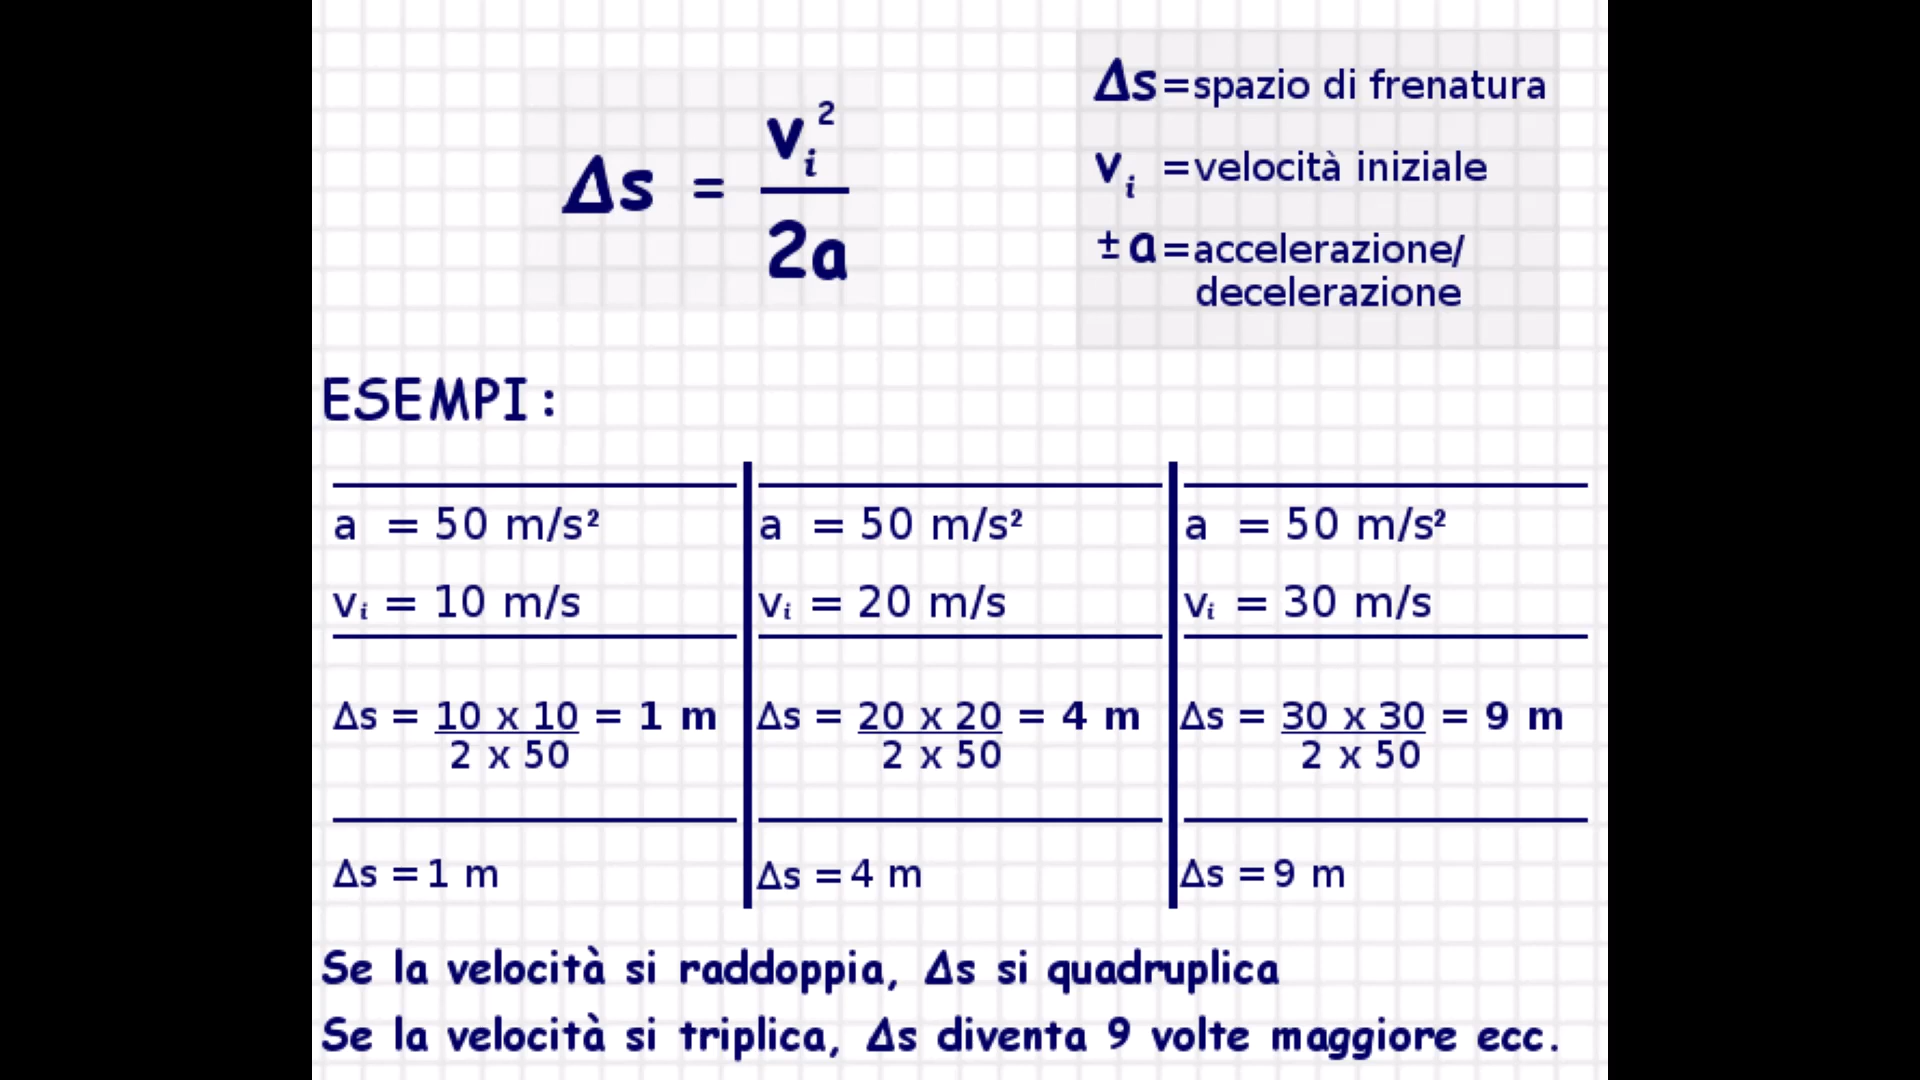 Δs = vᵢ² / 2a
Δs =spazio di frenatura
vᵢ =velocità iniziale
± a =accelerazione/
decelerazione
ESEMPI:
a = 50 m/s²
vᵢ = 10 m/s
Δs = 10 x 10 = 1 m
2 x 50
Δs = 1 m
a = 50 m/s²
vᵢ = 20 m/s
Δs = 20 x 20 = 4 m
2 x 50
Δs = 4 m
a = 50 m/s²
vᵢ = 30 m/s
Δs = 30 x 30 = 9 m
2 x 50
Δs = 9 m
Se la velocità si raddoppia, Δs si quadruplica
Se la velocità si triplica, Δs diventa 9 volte maggiore ecc.